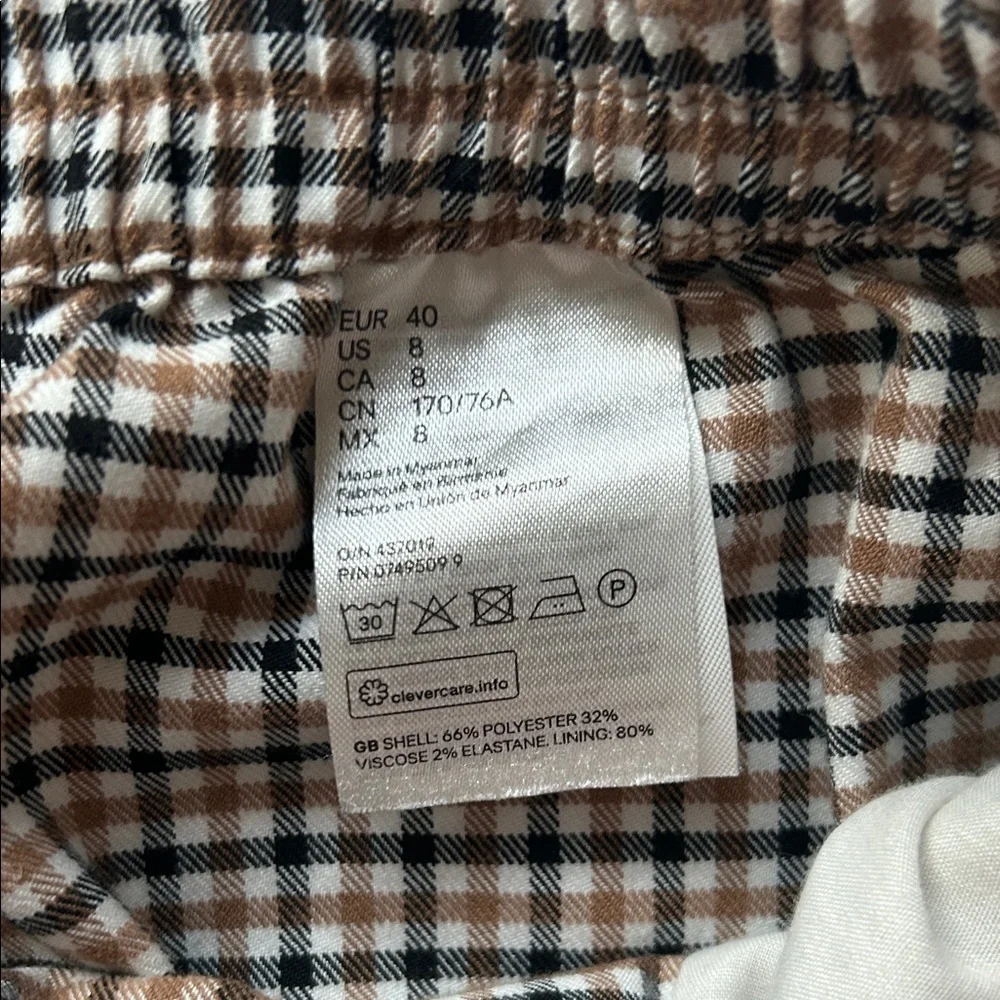 EUR 40
US 8
CA 8
CN 170/76A
MX 8
Made in Myanmar
Fabriqué en Birmanie
Hecho en Unión de Myanmar
O/N 437019
P/N 0749509 9
30
P
clevercare.info
GB SHELL: 66% POLYESTER 32%
VISCOSE 2% ELASTANE. LINING: 80%